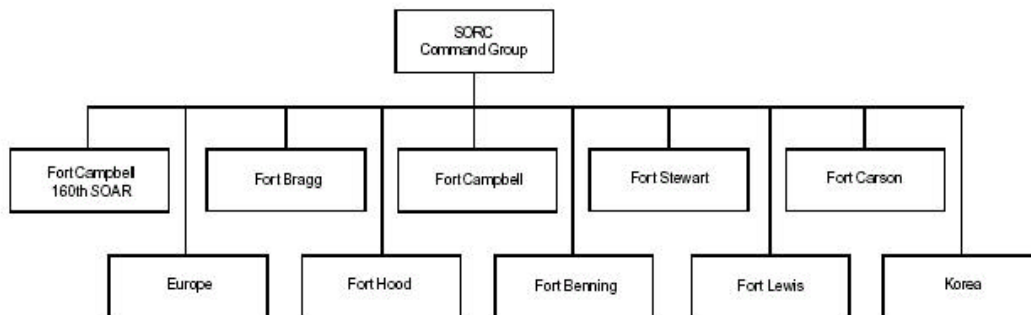 SORC
Command Group
Fort Campbell
160th SOAR
Fort Bragg
Fort Campbell
Fort Stewart
Fort Carson
Europe
Fort Hood
Fort Benning
Fort Lewis
Korea